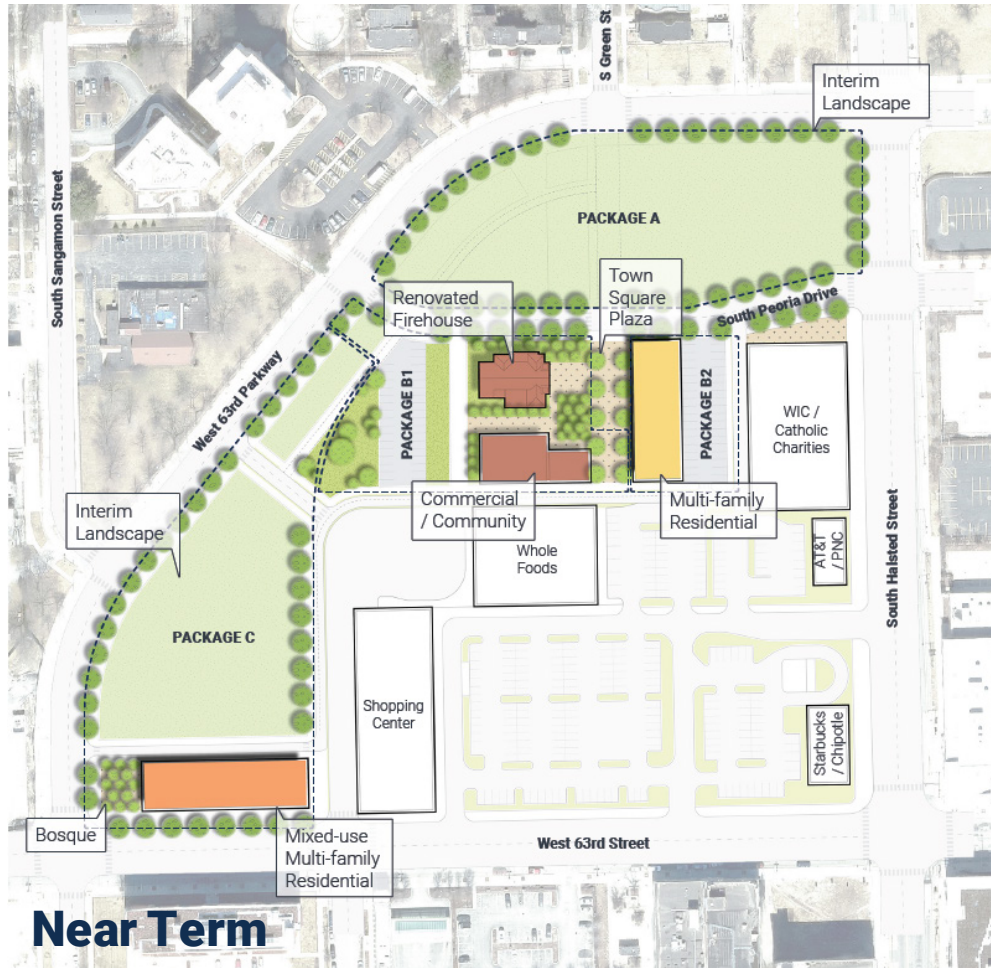 S Green St
Interim
Landscape
PACKAGE A
South Sangamon Street
Town
Square
Plaza
Renovated
Firehouse
South Peoria Drive
West 63rd Parkway
PACKAGE B1
PACKAGE B2
WIC /
Catholic
Charities
Commercial
/ Community
Multi-family
Residential
Interim
Landscape
Whole
Foods
AT&T
/ PNC
South Halsted Street
PACKAGE C
Shopping
Center
Starbucks
/ Chipotle
Bosque
Mixed-use
Multi-family
Residential
West 63rd Street
Near Term